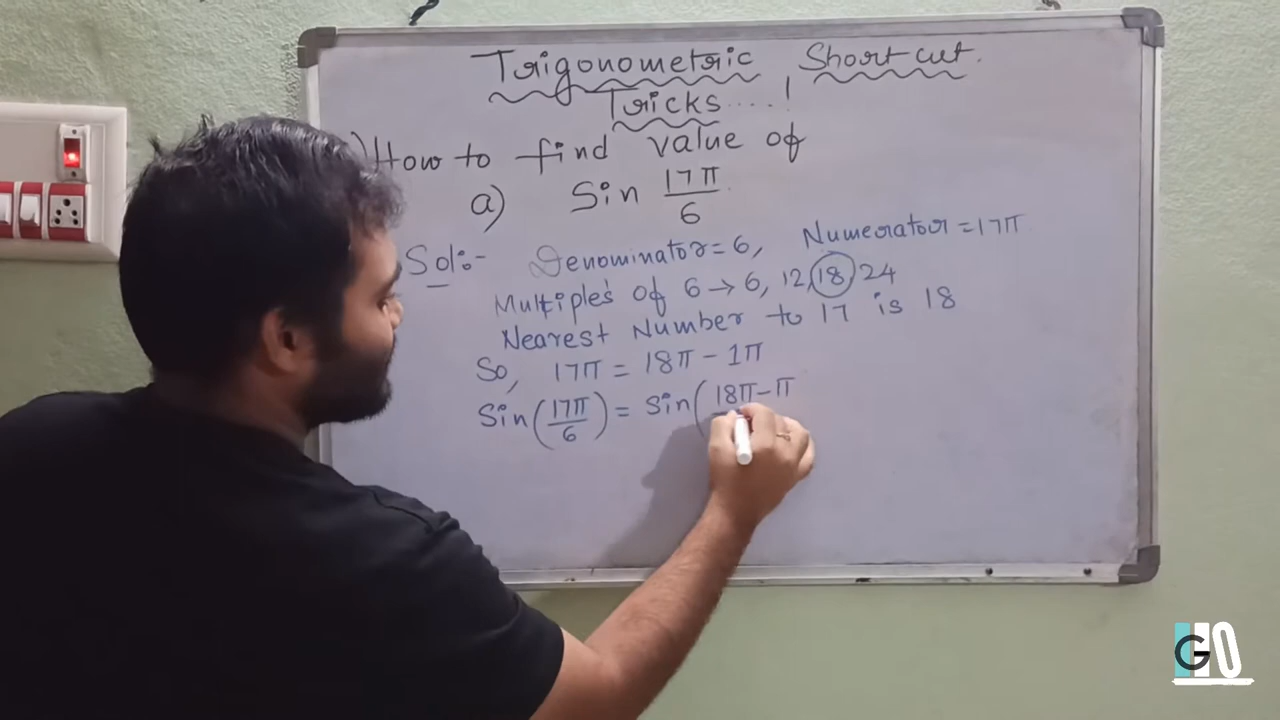 Trigonometric Short cut
Tricks....!
) How to find value of
a) Sin 17π/6
Sol:- Denominator = 6, Numerator = 17π
Multiples of 6 → 6, 12, 18, 24
Nearest Number to 17 is 18
So, 17π = 18π - 1π
Sin(17π/6) = Sin(18π - π
GHO